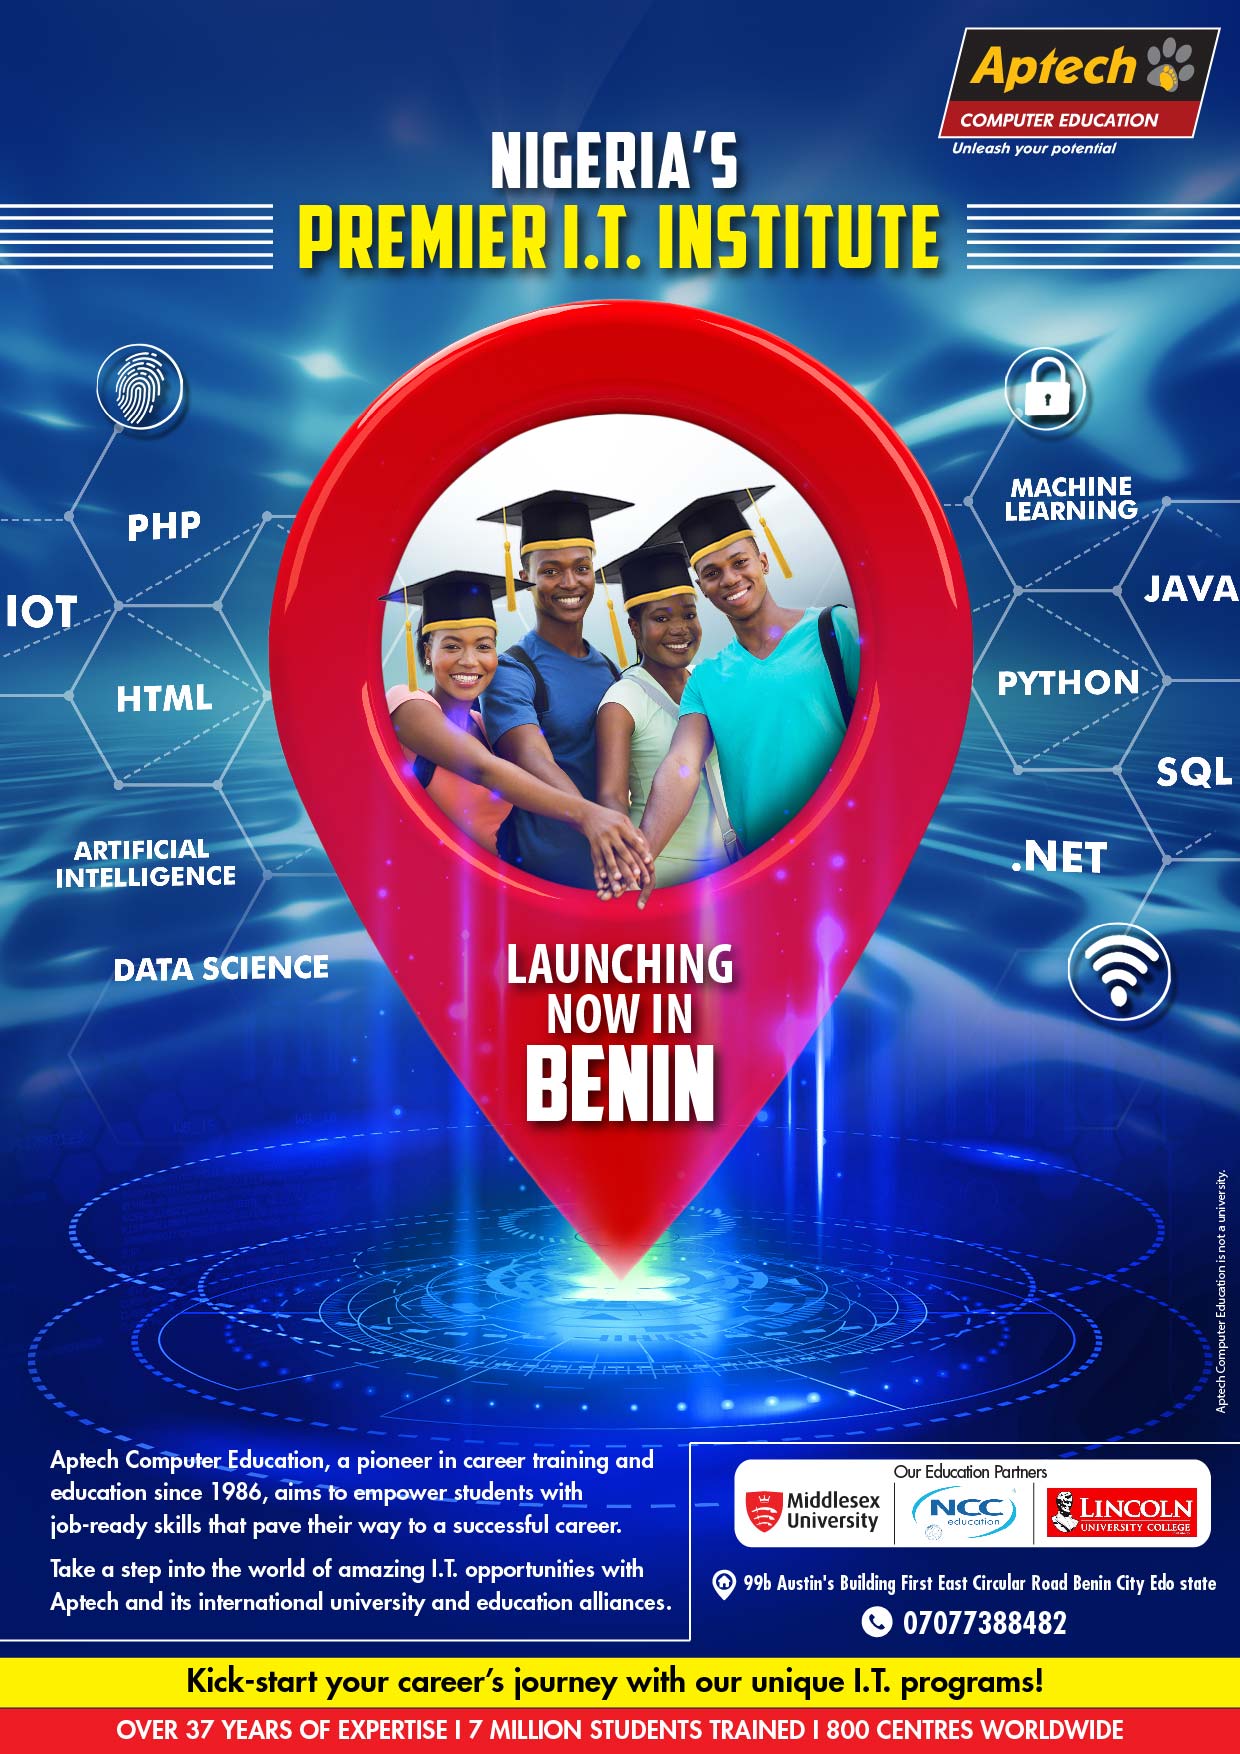 Aptech
COMPUTER EDUCATION
Unleash your potential
NIGERIA'S
PREMIER I.T. INSTITUTE
PHP
IOT
HTML
ARTIFICIAL
INTELLIGENCE
DATA SCIENCE
MACHINE
LEARNING
JAVA
PYTHON
SQL
.NET
LAUNCHING
NOW IN
BENIN
Aptech Computer Education is not a university.
Aptech Computer Education, a pioneer in career training and
education since 1986, aims to empower students with
job-ready skills that pave their way to a successful career.
Take a step into the world of amazing I.T. opportunities with
Aptech and its international university and education alliances.
Our Education Partners
Middlesex
University
NCC
education
LINCOLN
UNIVERSITY COLLEGE
99b Austin's Building First East Circular Road Benin City Edo state
07077388482
Kick-start your career's journey with our unique I.T. programs!
OVER 37 YEARS OF EXPERTISE I 7 MILLION STUDENTS TRAINED I 800 CENTRES WORLDWIDE